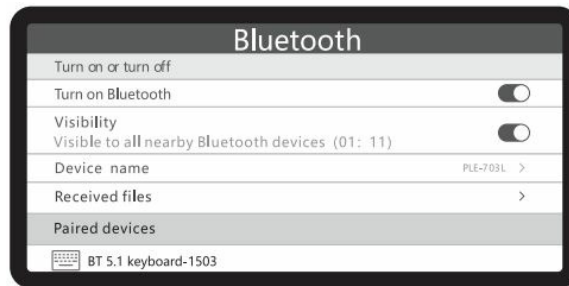 Bluetooth
Turn on or turn off
Turn on Bluetooth
Visibility
Visible to all nearby Bluetooth devices (01: 11)
Device name PLE-703L >
Received files >
Paired devices
BT 5.1 keyboard-1503